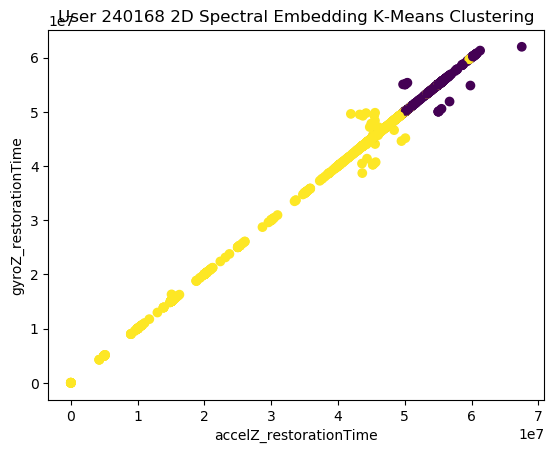 User 240168 2D Spectral Embedding K-Means Clustering
1e7
6
5
4
3
2
1
0
gyroZ_restorationTime
0 1 2 3 4 5 6 7
accelZ_restorationTime
1e7